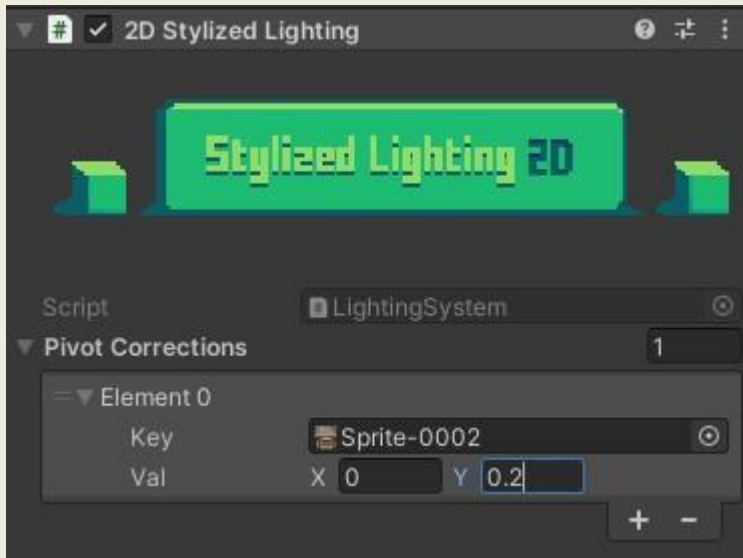 # 2D Stylized Lighting
Stylized Lighting 2D
Script LightingSystem
Pivot Corrections 1
Element 0
Key Sprite-0002
Val X 0 Y 0.2
+ -